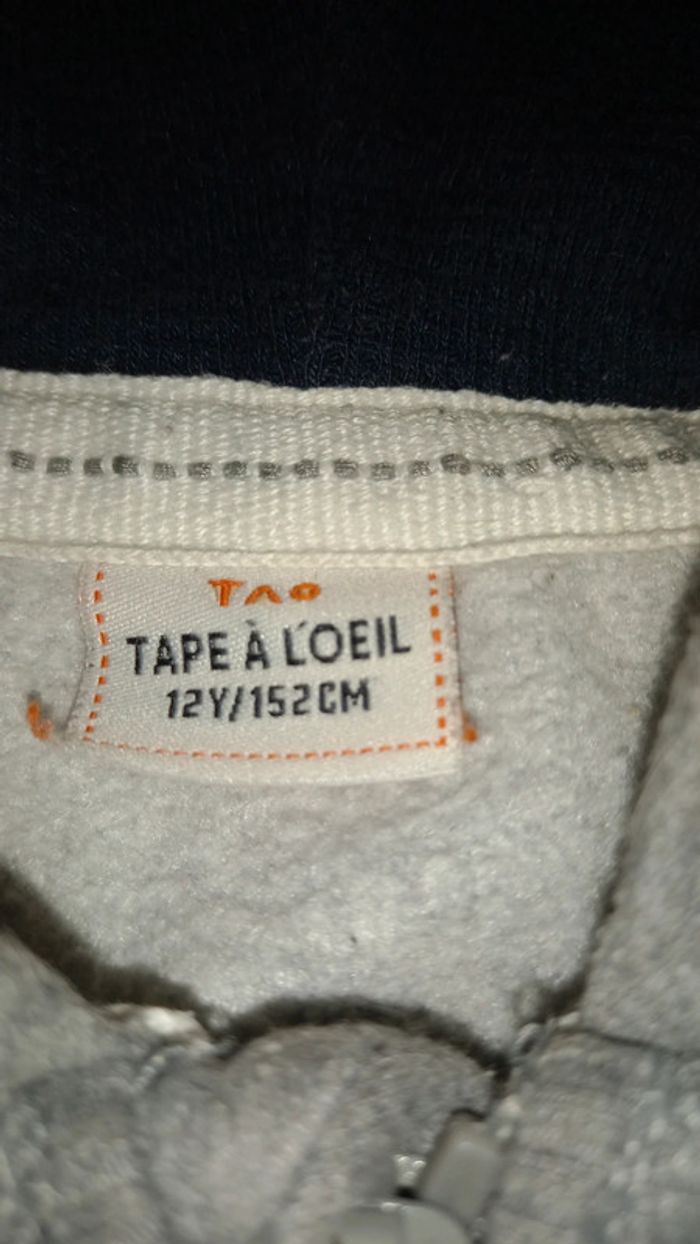 TAO
TAPE À L'OEIL
12Y/152CM